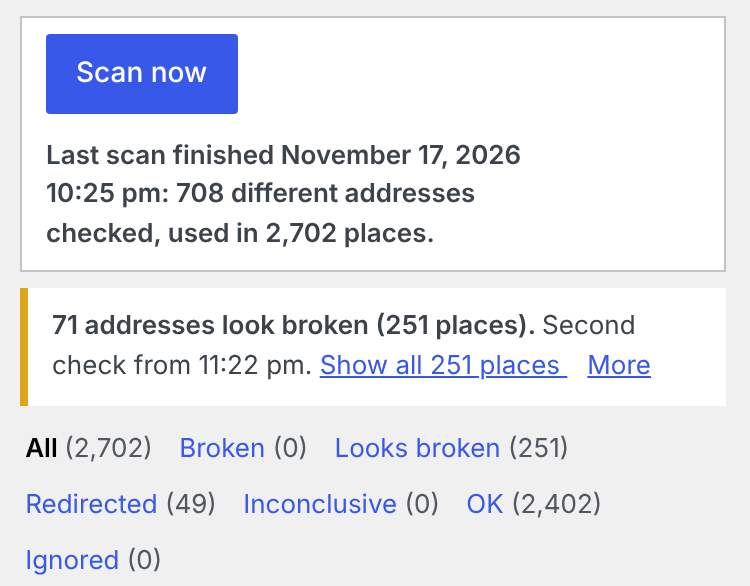 Scan now
Last scan finished November 17, 2026
10:25 pm: 708 different addresses
checked, used in 2,702 places.
71 addresses look broken (251 places). Second
check from 11:22 pm. Show all 251 places More
All (2,702) Broken (0) Looks broken (251)
Redirected (49) Inconclusive (0) OK (2,402)
Ignored (0)